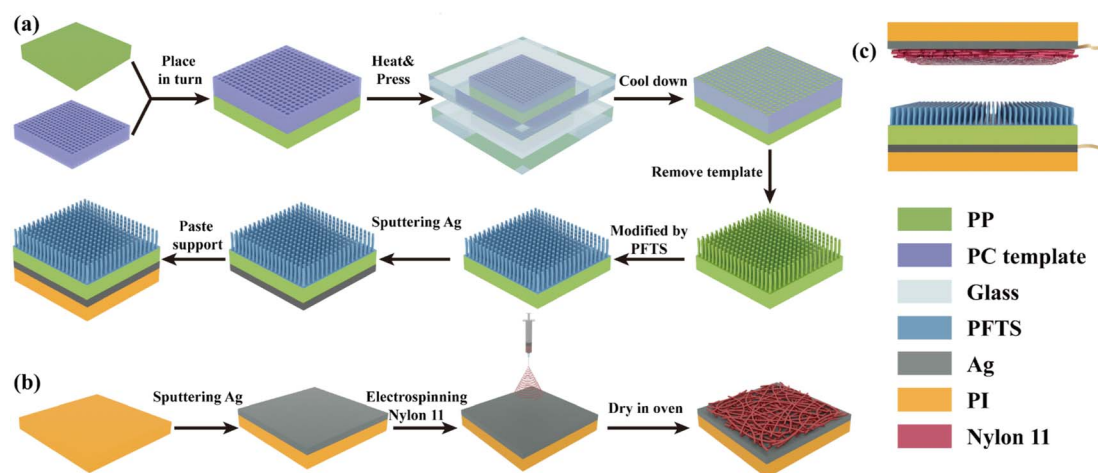 (a)
Place
in turn
Heat&
Press
Cool down
Remove template
Modified by
PFTS
Sputtering Ag
Paste
support
(b)
Sputtering Ag
Electrospinning
Nylon 11
Dry in oven
(c)
PP
PC template
Glass
PFTS
Ag
PI
Nylon 11